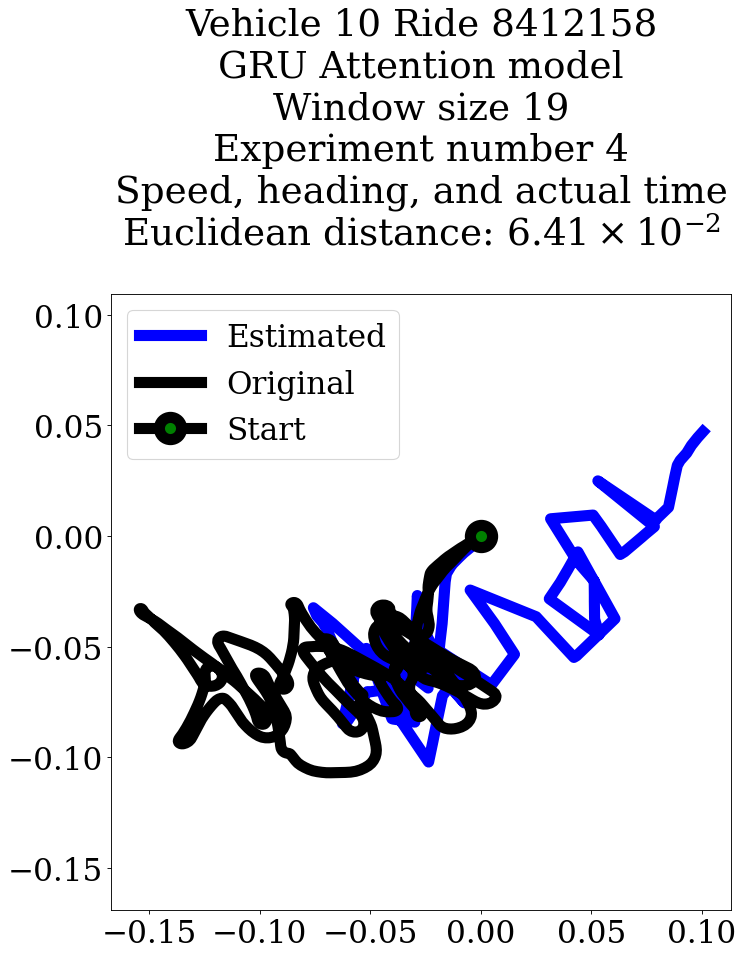 Vehicle 10 Ride 8412158
GRU Attention model
Window size 19
Experiment number 4
Speed, heading, and actual time
Euclidean distance: 6.41 × 10⁻²
Estimated
Original
Start
0.10
0.05
0.00
−0.05
−0.10
−0.15
−0.15 −0.10 −0.05 0.00 0.05 0.10